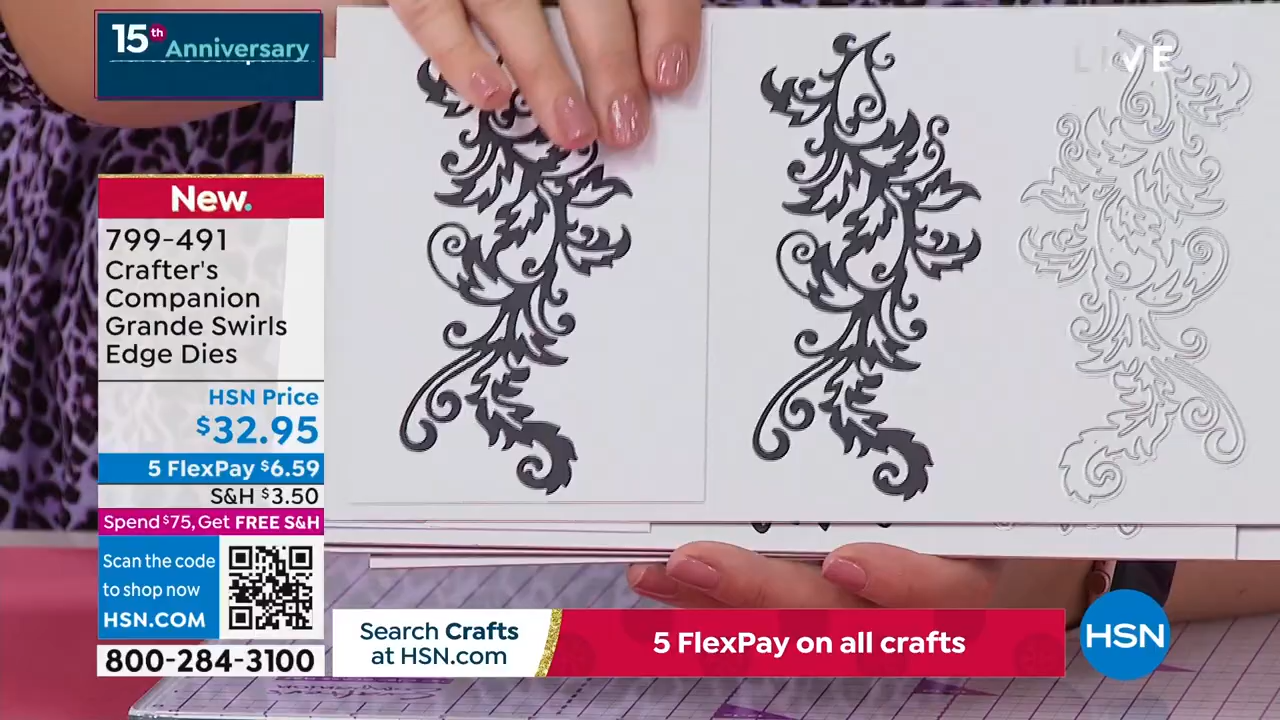 15th Anniversary
New.
799-491
Crafter's
Companion
Grande Swirls
Edge Dies
HSN Price
$32.95
5 FlexPay $6.59
S&H $3.50
Spend $75, Get FREE S&H
Scan the code
to shop now
HSN.COM
800-284-3100
LIVE
Search Crafts
at HSN.com
5 FlexPay on all crafts
HSN